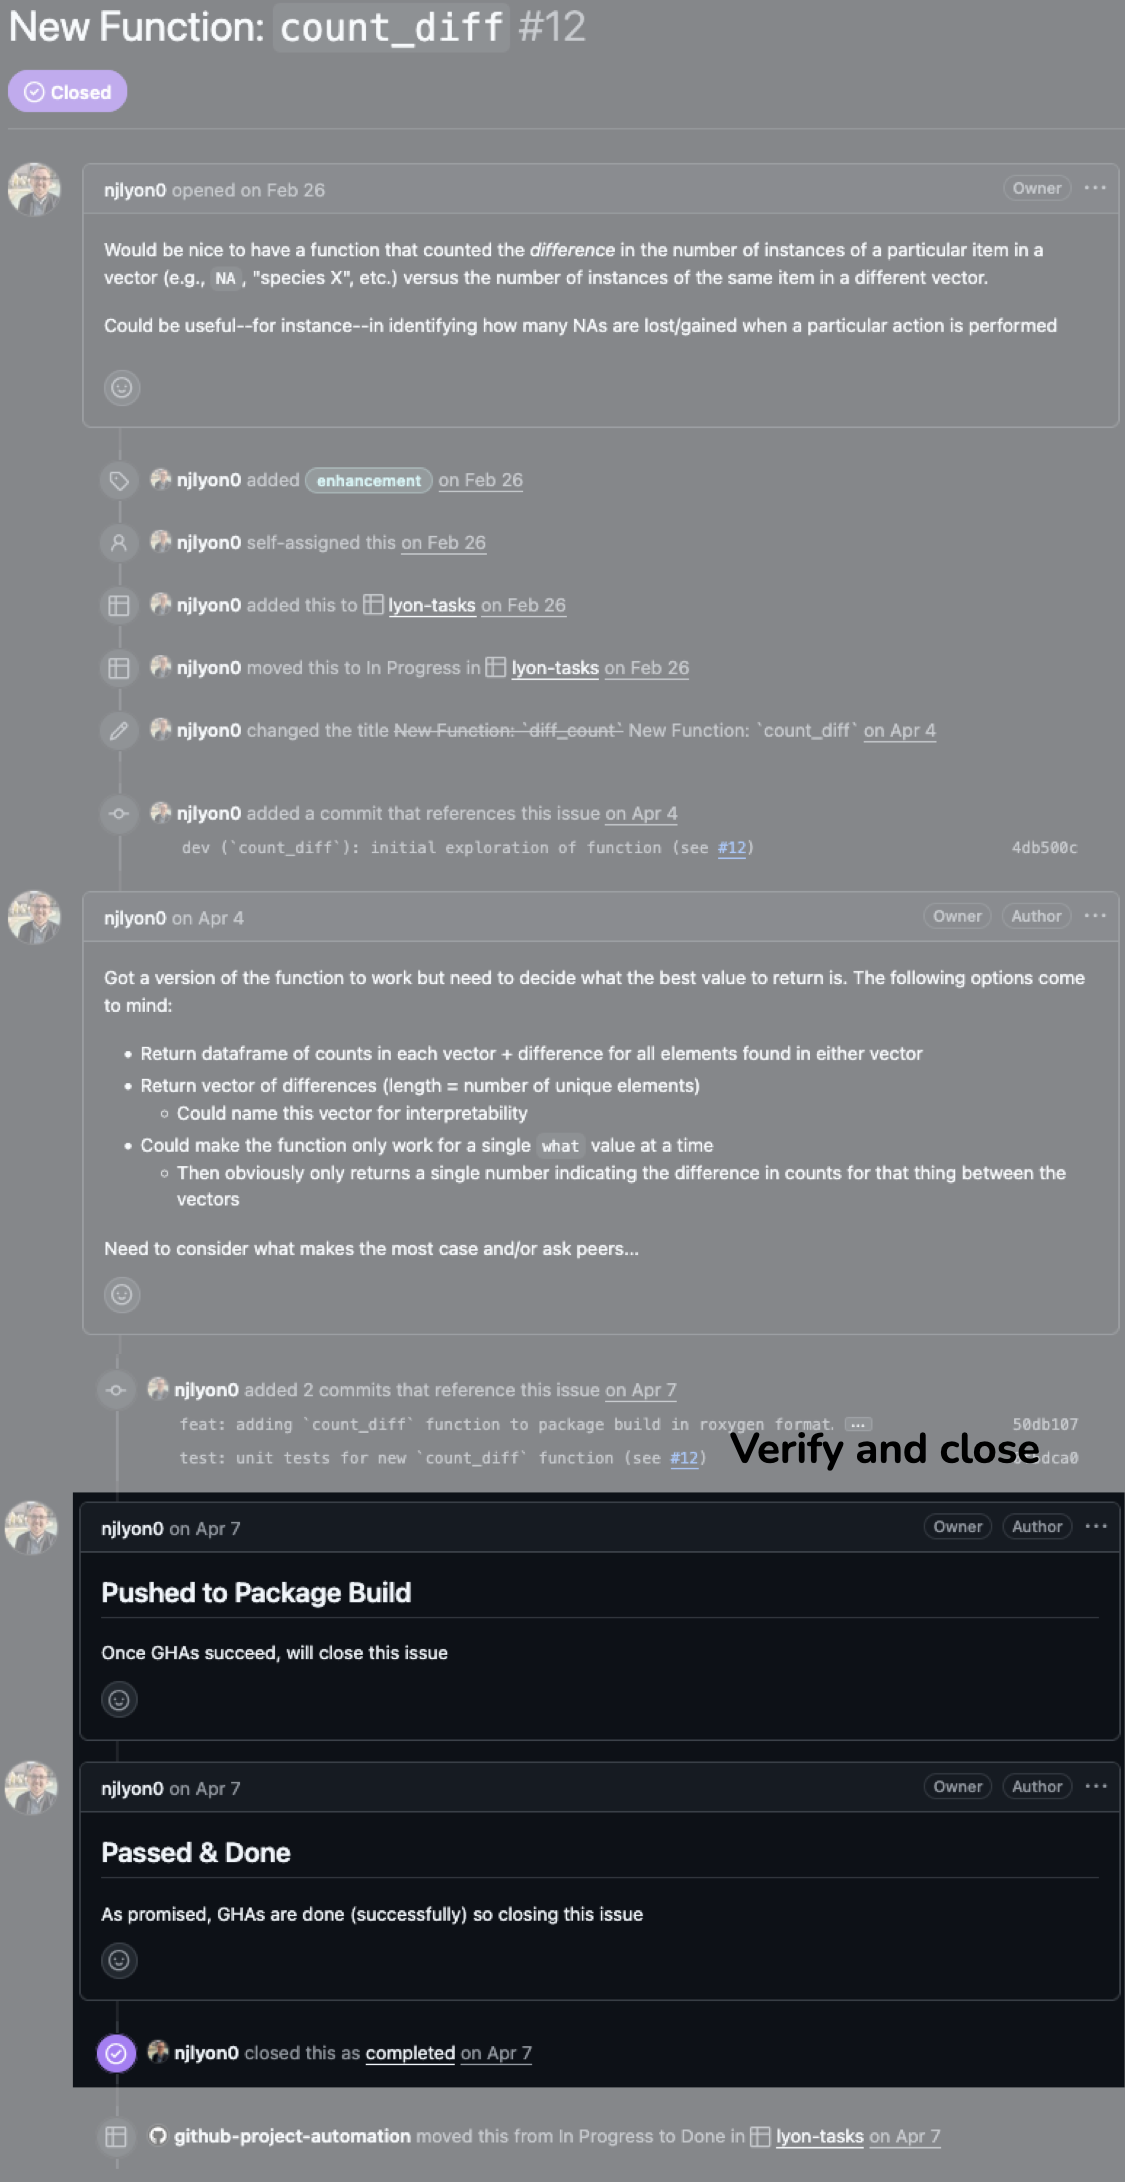 New Function: count_diff #12
Closed
njlyon0 opened on Feb 26
Owner
Would be nice to have a function that counted the difference in the number of instances of a particular item in a
vector (e.g., NA, "species X", etc.) versus the number of instances of the same item in a different vector.
Could be useful--for instance--in identifying how many NAs are lost/gained when a particular action is performed
njlyon0 added enhancement on Feb 26
njlyon0 self-assigned this on Feb 26
njlyon0 added this to lyon-tasks on Feb 26
njlyon0 moved this to In Progress in lyon-tasks on Feb 26
njlyon0 changed the title New Function: `diff_count` New Function: `count_diff` on Apr 4
njlyon0 added a commit that references this issue on Apr 4
dev (`count_diff`): initial exploration of function (see #12) 4db500c
njlyon0 on Apr 4
Owner Author
Got a version of the function to work but need to decide what the best value to return is. The following options come
to mind:
• Return dataframe of counts in each vector + difference for all elements found in either vector
• Return vector of differences (length = number of unique elements)
◦ Could name this vector for interpretability
• Could make the function only work for a single what value at a time
◦ Then obviously only returns a single number indicating the difference in counts for that thing between the
vectors
Need to consider what makes the most case and/or ask peers...
njlyon0 added 2 commits that reference this issue on Apr 7
feat: adding `count_diff` function to package build in roxygen format. ... 50db107
test: unit tests for new `count_diff` function (see #12)
Verify and close
njlyon0 on Apr 7
Owner Author
Pushed to Package Build
Once GHAs succeed, will close this issue
njlyon0 on Apr 7
Owner Author
Passed & Done
As promised, GHAs are done (successfully) so closing this issue
njlyon0 closed this as completed on Apr 7
github-project-automation moved this from In Progress to Done in lyon-tasks on Apr 7